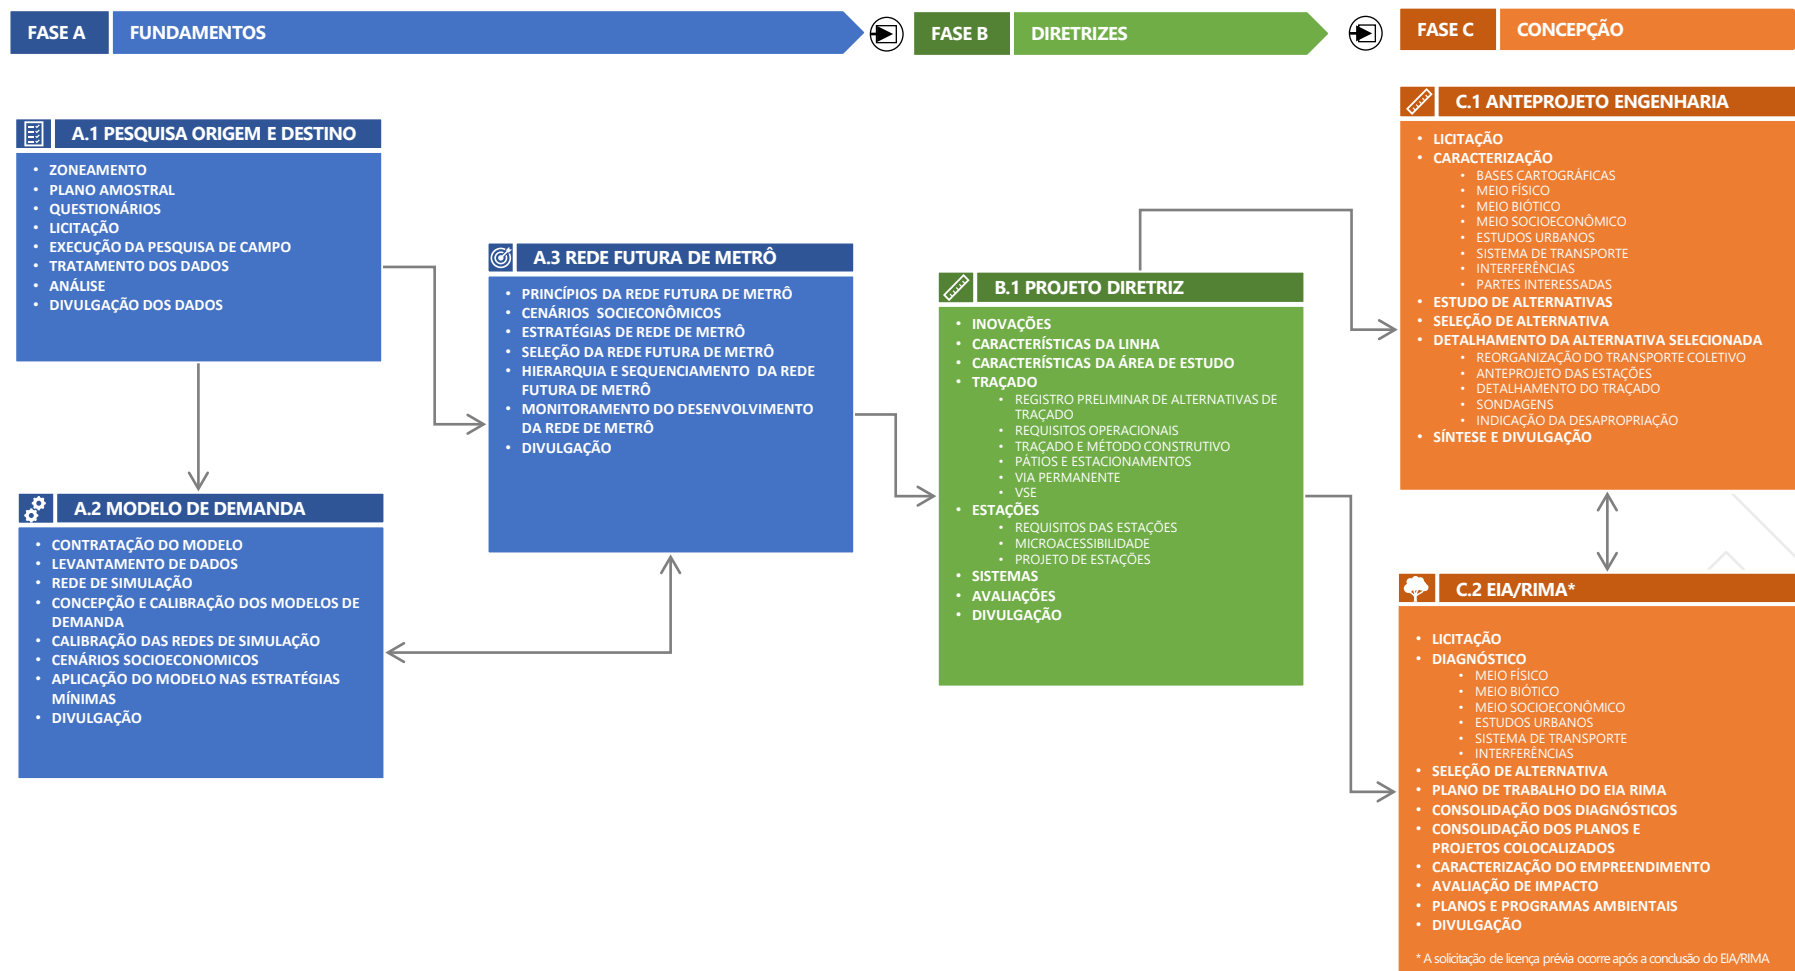 FASE A
FUNDAMENTOS
FASE B
DIRETRIZES
FASE C
CONCEPÇÃO
A.1 PESQUISA ORIGEM E DESTINO
• ZONEAMENTO
• PLANO AMOSTRAL
• QUESTIONÁRIOS
• LICITAÇÃO
• EXECUÇÃO DA PESQUISA DE CAMPO
• TRATAMENTO DOS DADOS
• ANÁLISE
• DIVULGAÇÃO DOS DADOS
A.2 MODELO DE DEMANDA
• CONTRATAÇÃO DO MODELO
• LEVANTAMENTO DE DADOS
• REDE DE SIMULAÇÃO
• CONCEPÇÃO E CALIBRAÇÃO DOS MODELOS DE
DEMANDA
• CALIBRAÇÃO DAS REDES DE SIMULAÇÃO
• CENÁRIOS SOCIOECONOMICOS
• APLICAÇÃO DO MODELO NAS ESTRATÉGIAS
MÍNIMAS
• DIVULGAÇÃO
A.3 REDE FUTURA DE METRÔ
• PRINCÍPIOS DA REDE FUTURA DE METRÔ
• CENÁRIOS SOCIECONÔMICOS
• ESTRATÉGIAS DE REDE DE METRÔ
• SELEÇÃO DA REDE FUTURA DE METRÔ
• HIERARQUIA E SEQUENCIAMENTO DA REDE
FUTURA DE METRÔ
• MONITORAMENTO DO DESENVOLVIMENTO
DA REDE DE METRÔ
• DIVULGAÇÃO
B.1 PROJETO DIRETRIZ
• INOVAÇÕES
• CARACTERÍSTICAS DA LINHA
• CARACTERÍSTICAS DA ÁREA DE ESTUDO
• TRAÇADO
• REGISTRO PRELIMINAR DE ALTERNATIVAS DE
TRAÇADO
• REQUISITOS OPERACIONAIS
• TRAÇADO E MÉTODO CONSTRUTIVO
• PÁTIOS E ESTACIONAMENTOS
• VIA PERMANENTE
• VSE
• ESTAÇÕES
• REQUISITOS DAS ESTAÇÕES
• MICROACESSIBILIDADE
• PROJETO DE ESTAÇÕES
• SISTEMAS
• AVALIAÇÕES
• DIVULGAÇÃO
C.1 ANTEPROJETO ENGENHARIA
• LICITAÇÃO
• CARACTERIZAÇÃO
• BASES CARTOGRÁFICAS
• MEIO FÍSICO
• MEIO BIÓTICO
• MEIO SOCIOECONÔMICO
• ESTUDOS URBANOS
• SISTEMA DE TRANSPORTE
• INTERFERÊNCIAS
• PARTES INTERESSADAS
• ESTUDO DE ALTERNATIVAS
• SELEÇÃO DE ALTERNATIVA
• DETALHAMENTO DA ALTERNATIVA SELECIONADA
• REORGANIZAÇÃO DO TRANSPORTE COLETIVO
• ANTEPROJETO DAS ESTAÇÕES
• DETALHAMENTO DO TRAÇADO
• SONDAGENS
• INDICAÇÃO DA DESAPROPRIAÇÃO
• SÍNTESE E DIVULGAÇÃO
C.2 EIA/RIMA*
• LICITAÇÃO
• DIAGNÓSTICO
• MEIO FÍSICO
• MEIO BIÓTICO
• MEIO SOCIOECONÔMICO
• ESTUDOS URBANOS
• SISTEMA DE TRANSPORTE
• INTERFERÊNCIAS
• SELEÇÃO DE ALTERNATIVA
• PLANO DE TRABALHO DO EIA RIMA
• CONSOLIDAÇÃO DOS DIAGNÓSTICOS
• CONSOLIDAÇÃO DOS PLANOS E
PROJETOS COLOCALIZADOS
• CARACTERIZAÇÃO DO EMPREENDIMENTO
• AVALIAÇÃO DE IMPACTO
• PLANOS E PROGRAMAS AMBIENTAIS
• DIVULGAÇÃO
* A solicitação de licença prévia ocorre após a conclusão do EIA/RIMA